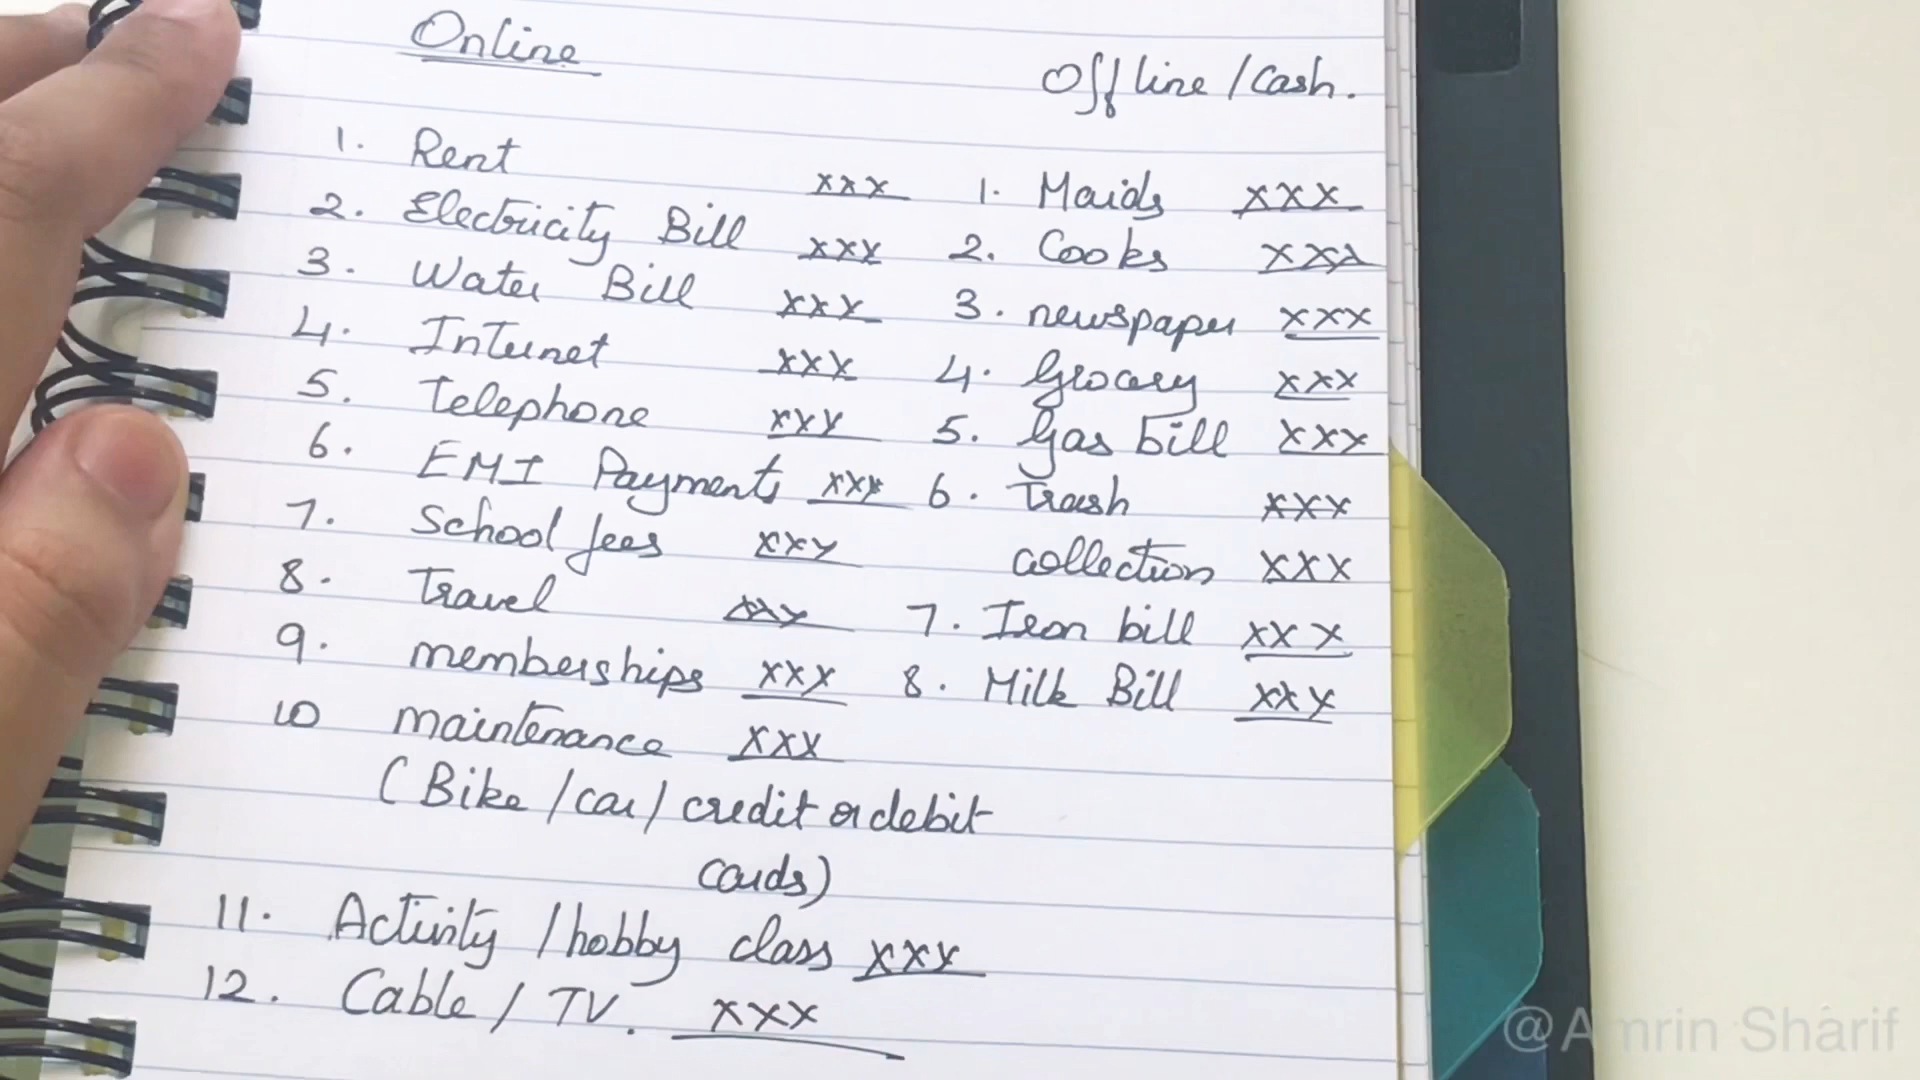 Online
Offline / Cash.
1. Rent xxx
2. Electricity Bill xxx
3. Water Bill xxx
4. Internet xxx
5. Telephone xxx
6. EMI Payments xxx
7. School fees xxx
8. Travel xxx
9. memberships xxx
10 maintenance xxx
(Bike / car / credit or debit
cards)
11. Activity / hobby class xxx
12. Cable / TV. xxx
1. Maids xxx
2. Cooks xxx
3. newspaper xxx
4. Grocery xxx
5. Gas bill xxx
6. Trash xxx
collection xxx
7. Iron bill xxx
8. Milk Bill xxx
@Amrin Sharif